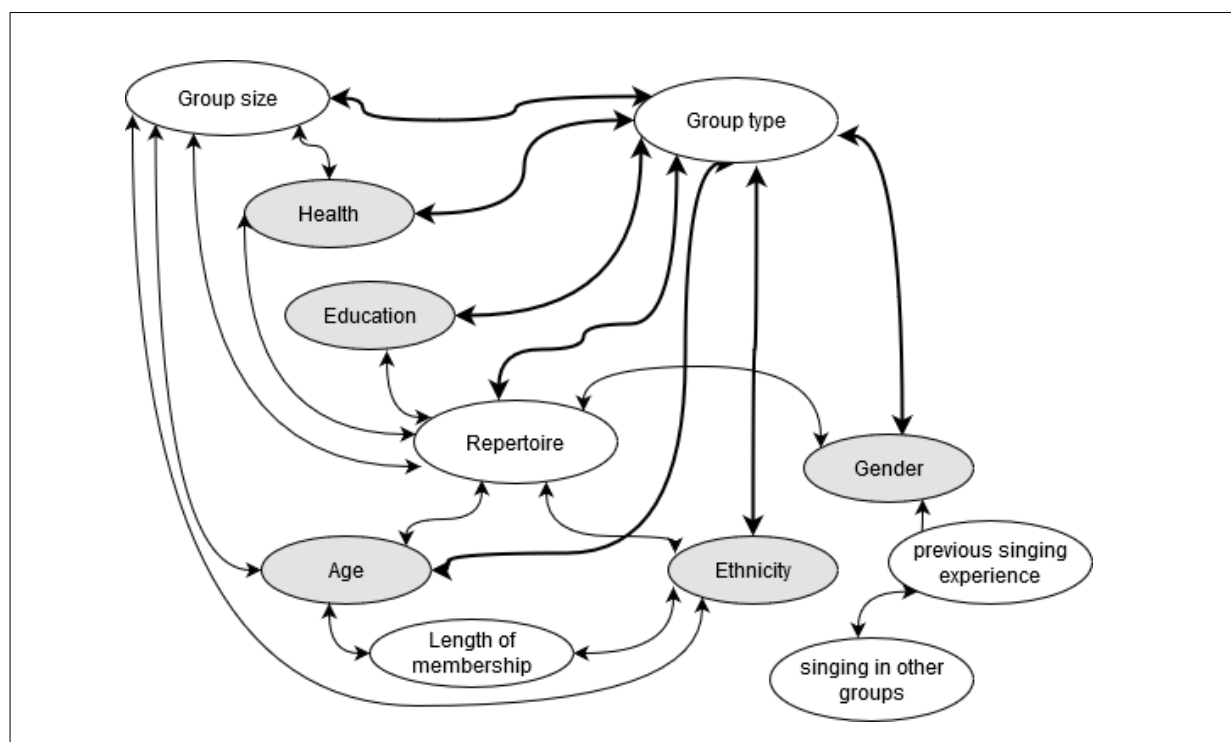 Group size
Group type
Health
Education
Repertoire
Gender
previous singing
experience
Age
Ethnicity
Length of
membership
singing in other
groups